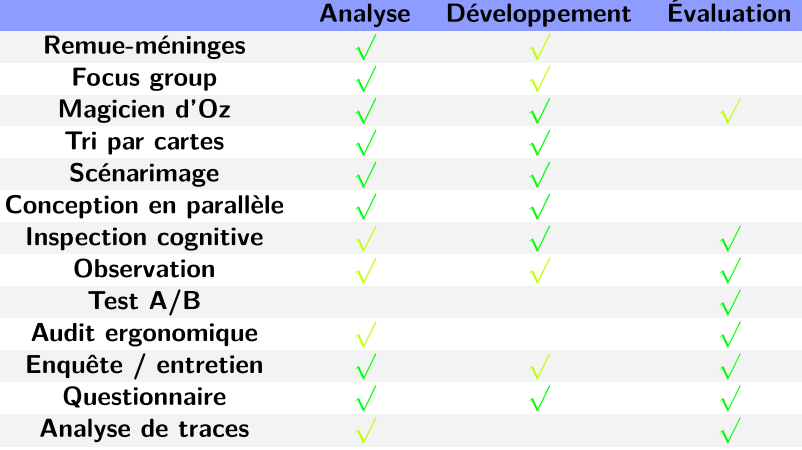 Analyse Développement Évaluation
Remue-méninges √ √
Focus group √ √
Magicien d'Oz √ √ √
Tri par cartes √ √
Scénarimage √ √
Conception en parallèle √ √
Inspection cognitive √ √ √
Observation √ √ √
Test A/B √
Audit ergonomique √ √
Enquête / entretien √ √ √
Questionnaire √ √ √
Analyse de traces √ √